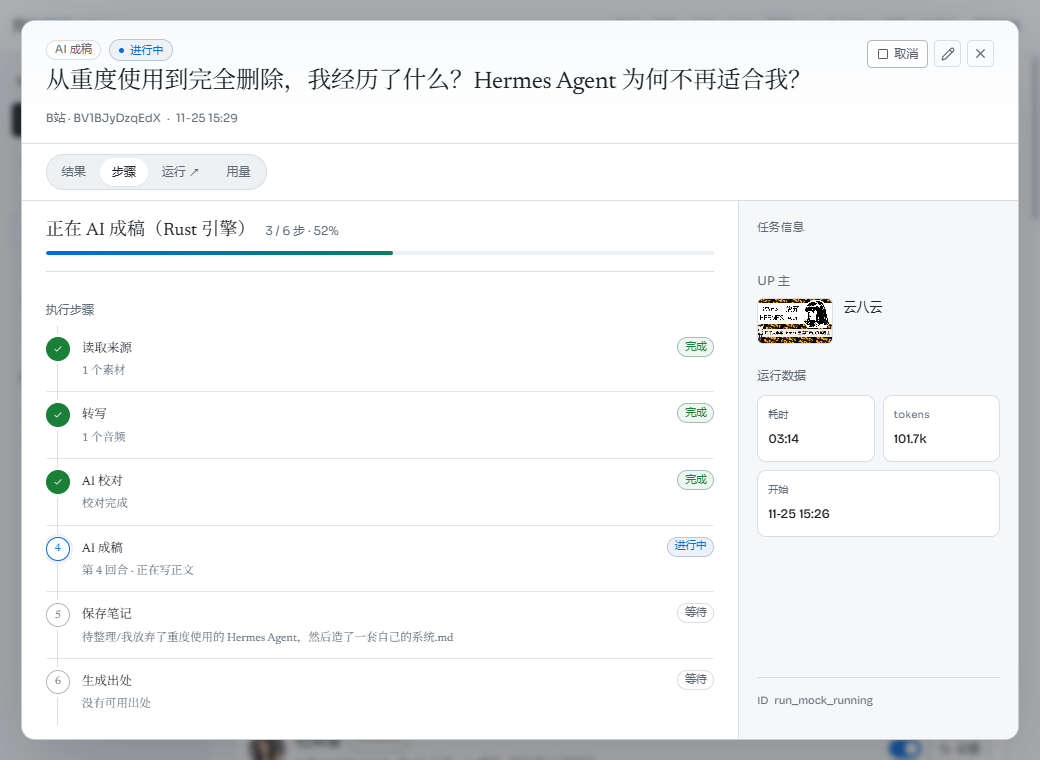 AI 成稿
进行中
取消
从重度使用到完全删除，我经历了什么？Hermes Agent 为何不再适合我？
B站 · BV1BJyDzqEdX · 11-25 15:29
结果
步骤
运行 ↗
用量
正在 AI 成稿（Rust 引擎）
3 / 6 步 · 52%
执行步骤
读取来源
完成
1 个素材
转写
完成
1 个音频
AI 校对
完成
校对完成
4
AI 成稿
进行中
第 4 回合 · 正在写正文
5
保存笔记
等待
待整理/我放弃了重度使用的 Hermes Agent，然后造了一套自己的系统.md
6
生成出处
等待
没有可用出处
任务信息
UP 主
云八云
运行数据
耗时
03:14
tokens
101.7k
开始
11-25 15:26
ID run_mock_running